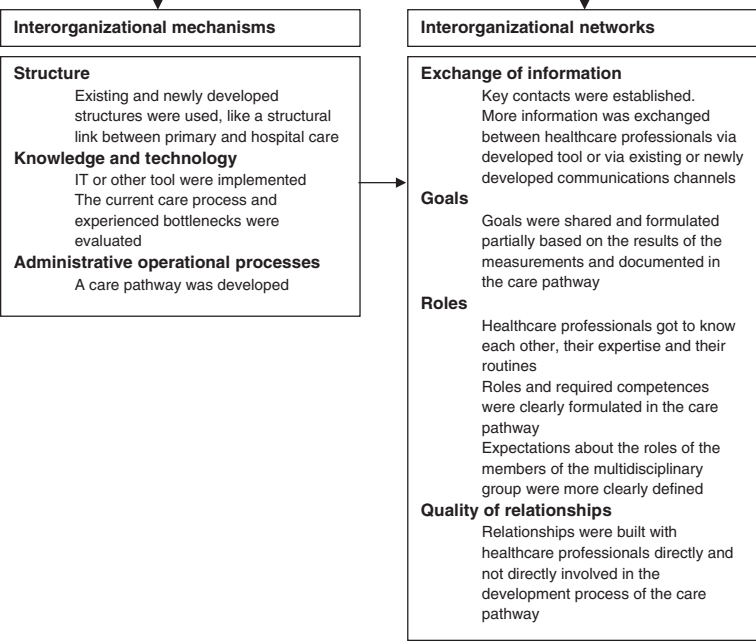 Interorganizational mechanisms
Structure
Existing and newly developed
structures were used, like a structural
link between primary and hospital care
Knowledge and technology
IT or other tool were implemented
The current care process and
experienced bottlenecks were
evaluated
Administrative operational processes
A care pathway was developed
Interorganizational networks
Exchange of information
Key contacts were established.
More information was exchanged
between healthcare professionals via
developed tool or via existing or newly
developed communications channels
Goals
Goals were shared and formulated
partially based on the results of the
measurements and documented in
the care pathway
Roles
Healthcare professionals got to know
each other, their expertise and their
routines
Roles and required competences
were clearly formulated in the care
pathway
Expectations about the roles of the
members of the multidisciplinary
group were more clearly defined
Quality of relationships
Relationships were built with
healthcare professionals directly and
not directly involved in the
development process of the care
pathway